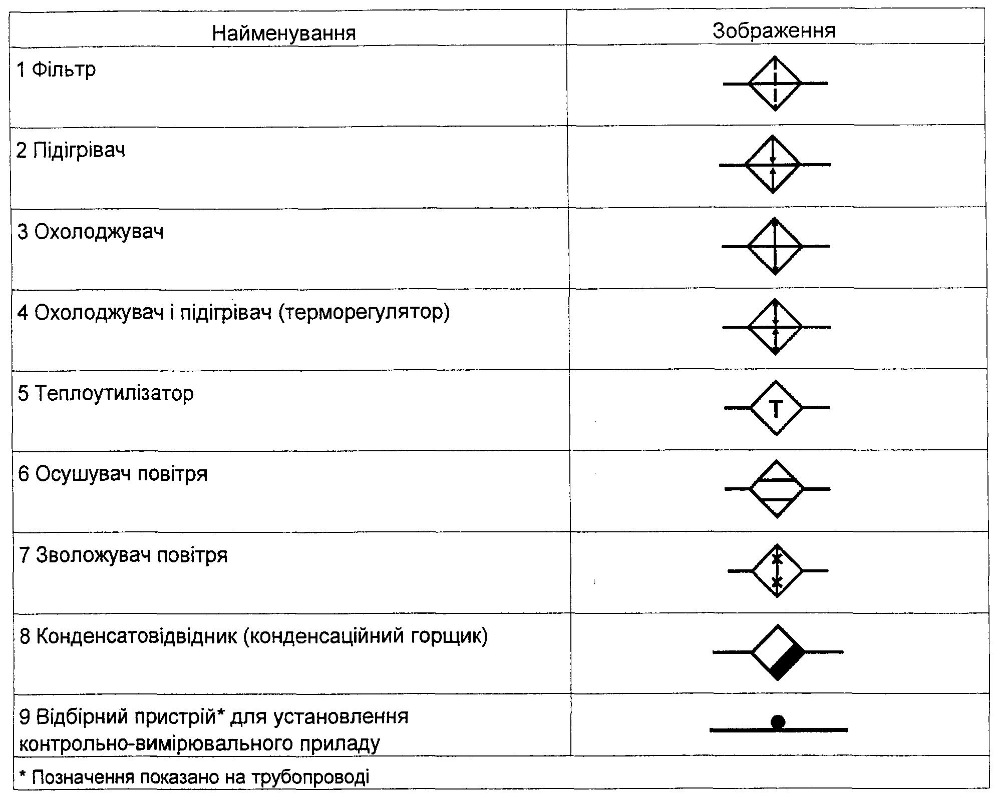 Найменування Зображення
1 Фільтр
2 Підігрівач
3 Охолоджувач
4 Охолоджувач і підігрівач (терморегулятор)
5 Теплоутилізатор
T
6 Осушувач повітря
7 Зволожувач повітря
8 Конденсатовідвідник (конденсаційний горщик)
9 Відбірний пристрій* для установлення
контрольно-вимірювального приладу
* Позначення показано на трубопроводі